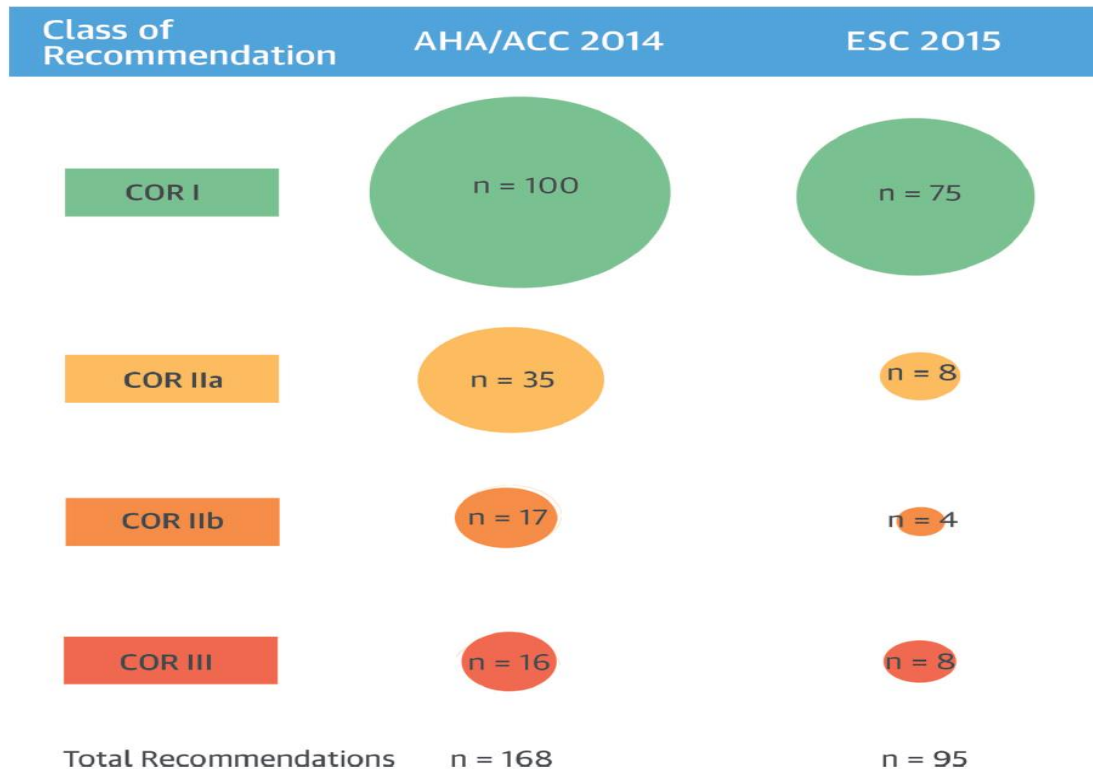 Class of
Recommendation AHA/ACC 2014 ESC 2015
COR I n = 100 n = 75
COR IIa n = 35 n = 8
COR IIb n = 17 n = 4
COR III n = 16 n = 8
Total Recommendations n = 168 n = 95